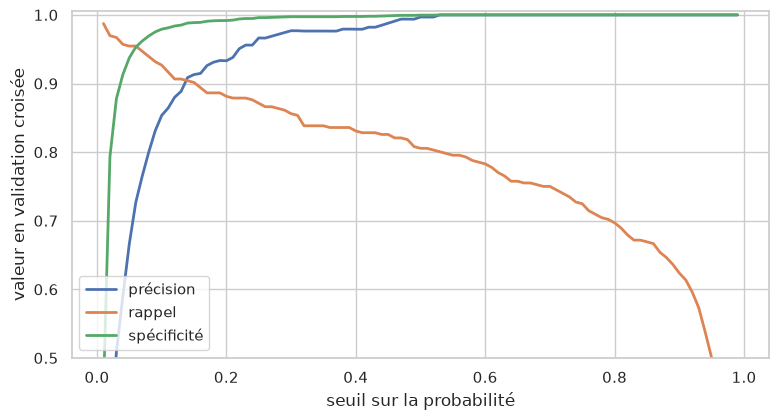 valeur en validation croisée
1.0
0.9
0.8
0.7
0.6
0.5
précision
rappel
spécificité
0.0 0.2 0.4 0.6 0.8 1.0
seuil sur la probabilité